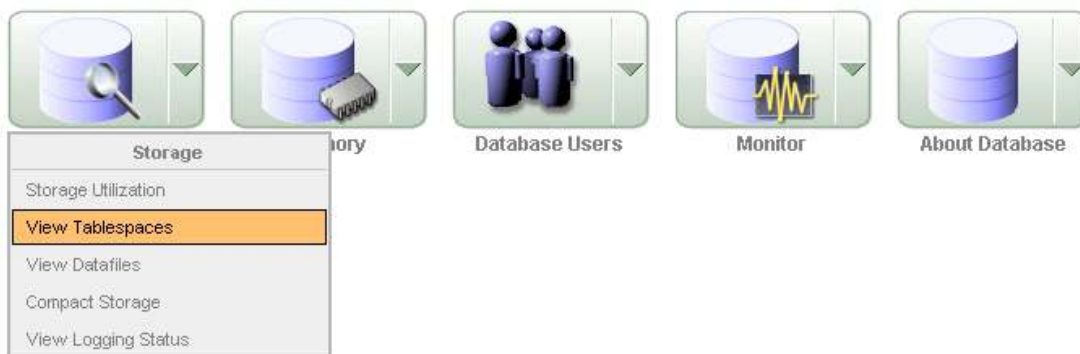 Database Users
Monitor
About Database
Storage
Storage Utilization
View Tablespaces
View Datafiles
Compact Storage
View Logging Status